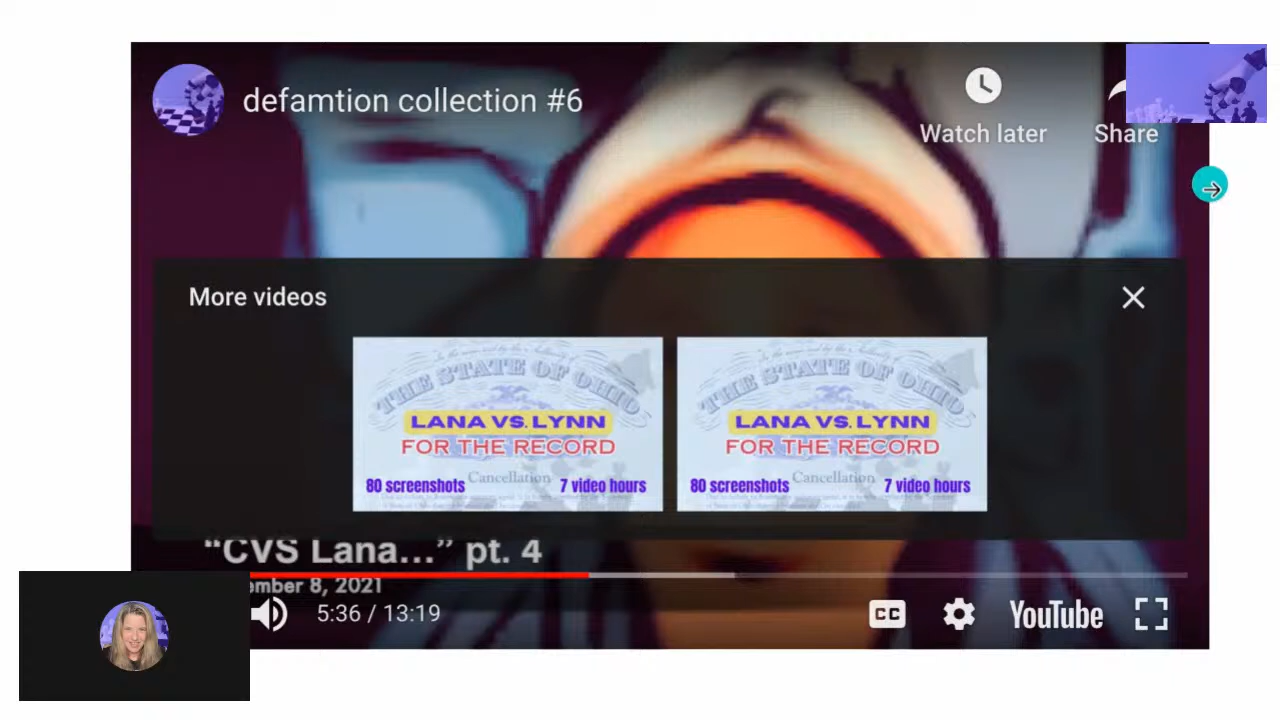 defamtion collection #6
Watch later
Share
More videos
THE STATE OF OHIO
LANA VS. LYNN
FOR THE RECORD
Cancellation
80 screenshots
7 video hours
THE STATE OF OHIO
LANA VS. LYNN
FOR THE RECORD
Cancellation
80 screenshots
7 video hours
“CVS Lana...” pt. 4
ember 8, 2021
5:36 / 13:19
CC
YouTube